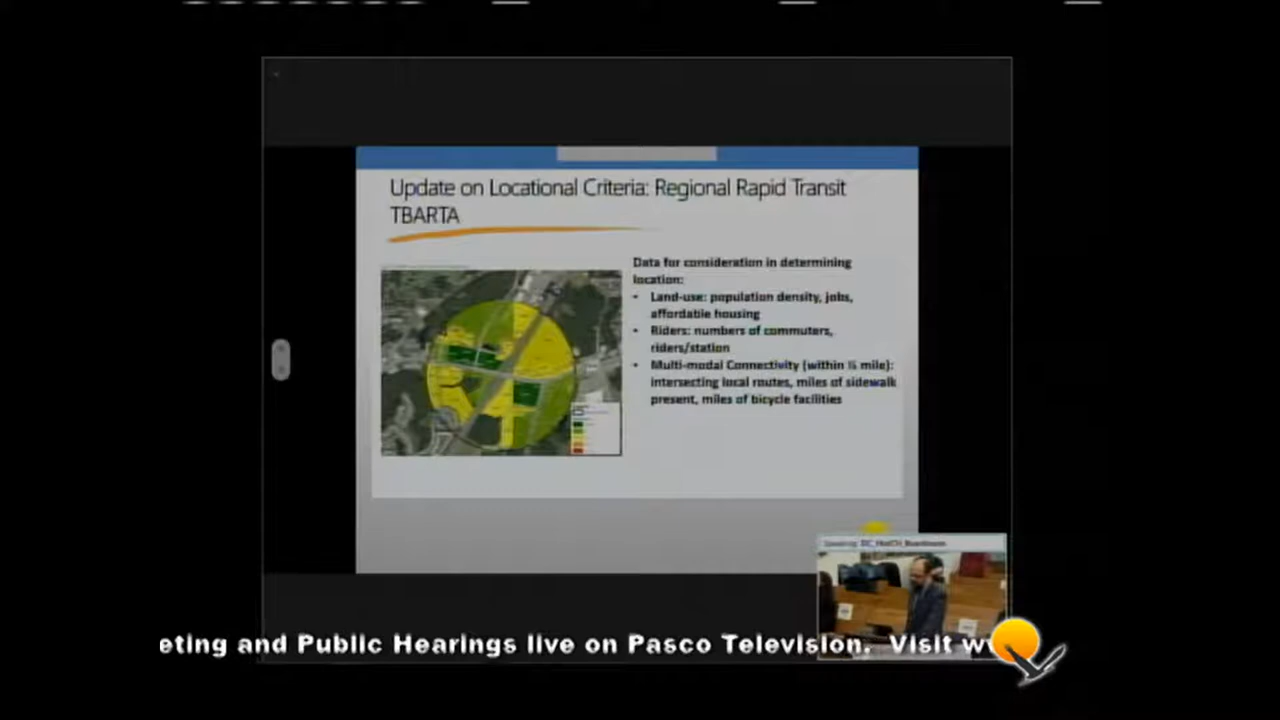 Update on Locational Criteria: Regional Rapid Transit
TBARTA
Data for consideration in determining
location:
• Land-use: population density, jobs,
affordable housing
• Riders: numbers of commuters,
riders/station
• Multi-modal Connectivity (within ½ mile):
intersecting local routes, miles of sidewalk
present, miles of bicycle facilities
eting and Public Hearings live on Pasco Television. Visit w